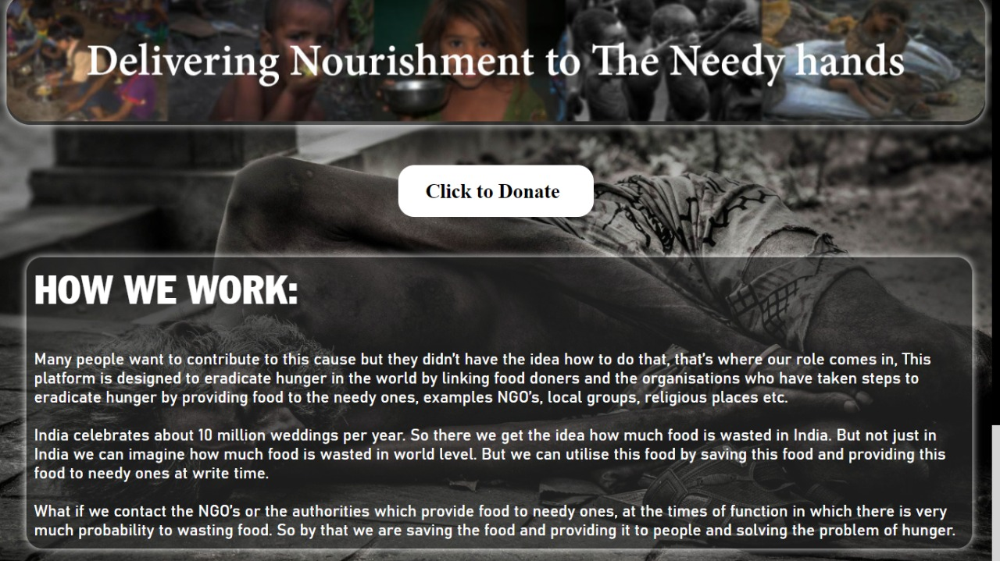 Delivering Nourishment to The Needy hands
Click to Donate
HOW WE WORK:
Many people want to contribute to this cause but they didn't have the idea how to do that, that's where our role comes in, This
platform is designed to eradicate hunger in the world by linking food doners and the organisations who have taken steps to
eradicate hunger by providing food to the needy ones, examples NGO's, local groups, religious places etc.
India celebrates about 10 million weddings per year. So there we get the idea how much food is wasted in India. But not just in
India we can imagine how much food is wasted in world level. But we can utilise this food by saving this food and providing this
food to needy ones at write time.
What if we contact the NGO's or the authorities which provide food to needy ones, at the times of function in which there is very
much probability to wasting food. So by that we are saving the food and providing it to people and solving the problem of hunger.